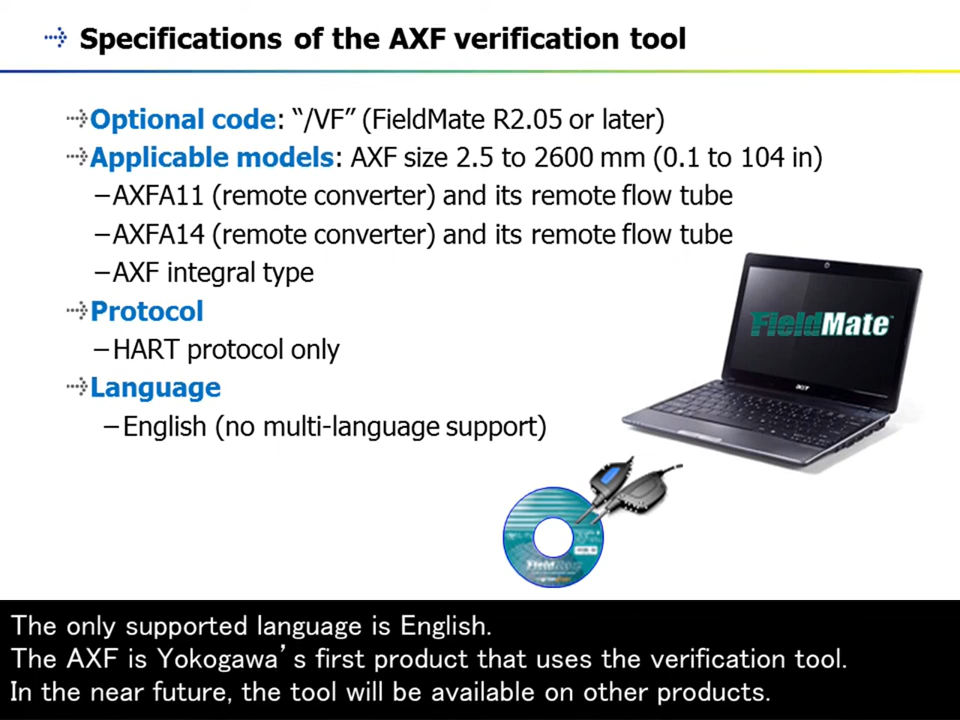 Specifications of the AXF verification tool
Optional code: “/VF” (FieldMate R2.05 or later)
Applicable models: AXF size 2.5 to 2600 mm (0.1 to 104 in)
–AXFA11 (remote converter) and its remote flow tube
–AXFA14 (remote converter) and its remote flow tube
–AXF integral type
Protocol
–HART protocol only
Language
–English (no multi-language support)
FieldMate™
acer
FieldMate
The only supported language is English.
The AXF is Yokogawa’s first product that uses the verification tool.
In the near future, the tool will be available on other products.